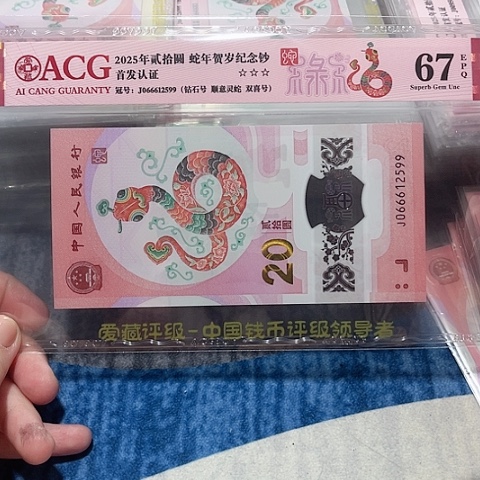 ACG
AI CANG GUARANTY
2025年贰拾圆 蛇年贺岁纪念钞
首发认证 ☆☆☆
冠号：J066612599（钻石号 顺意灵蛇 双喜号）
67 EPQ
Superb Gem Unc
中国人民银行
贰拾圆
20
J066612599
爱藏评级-中国钱币评级领导者